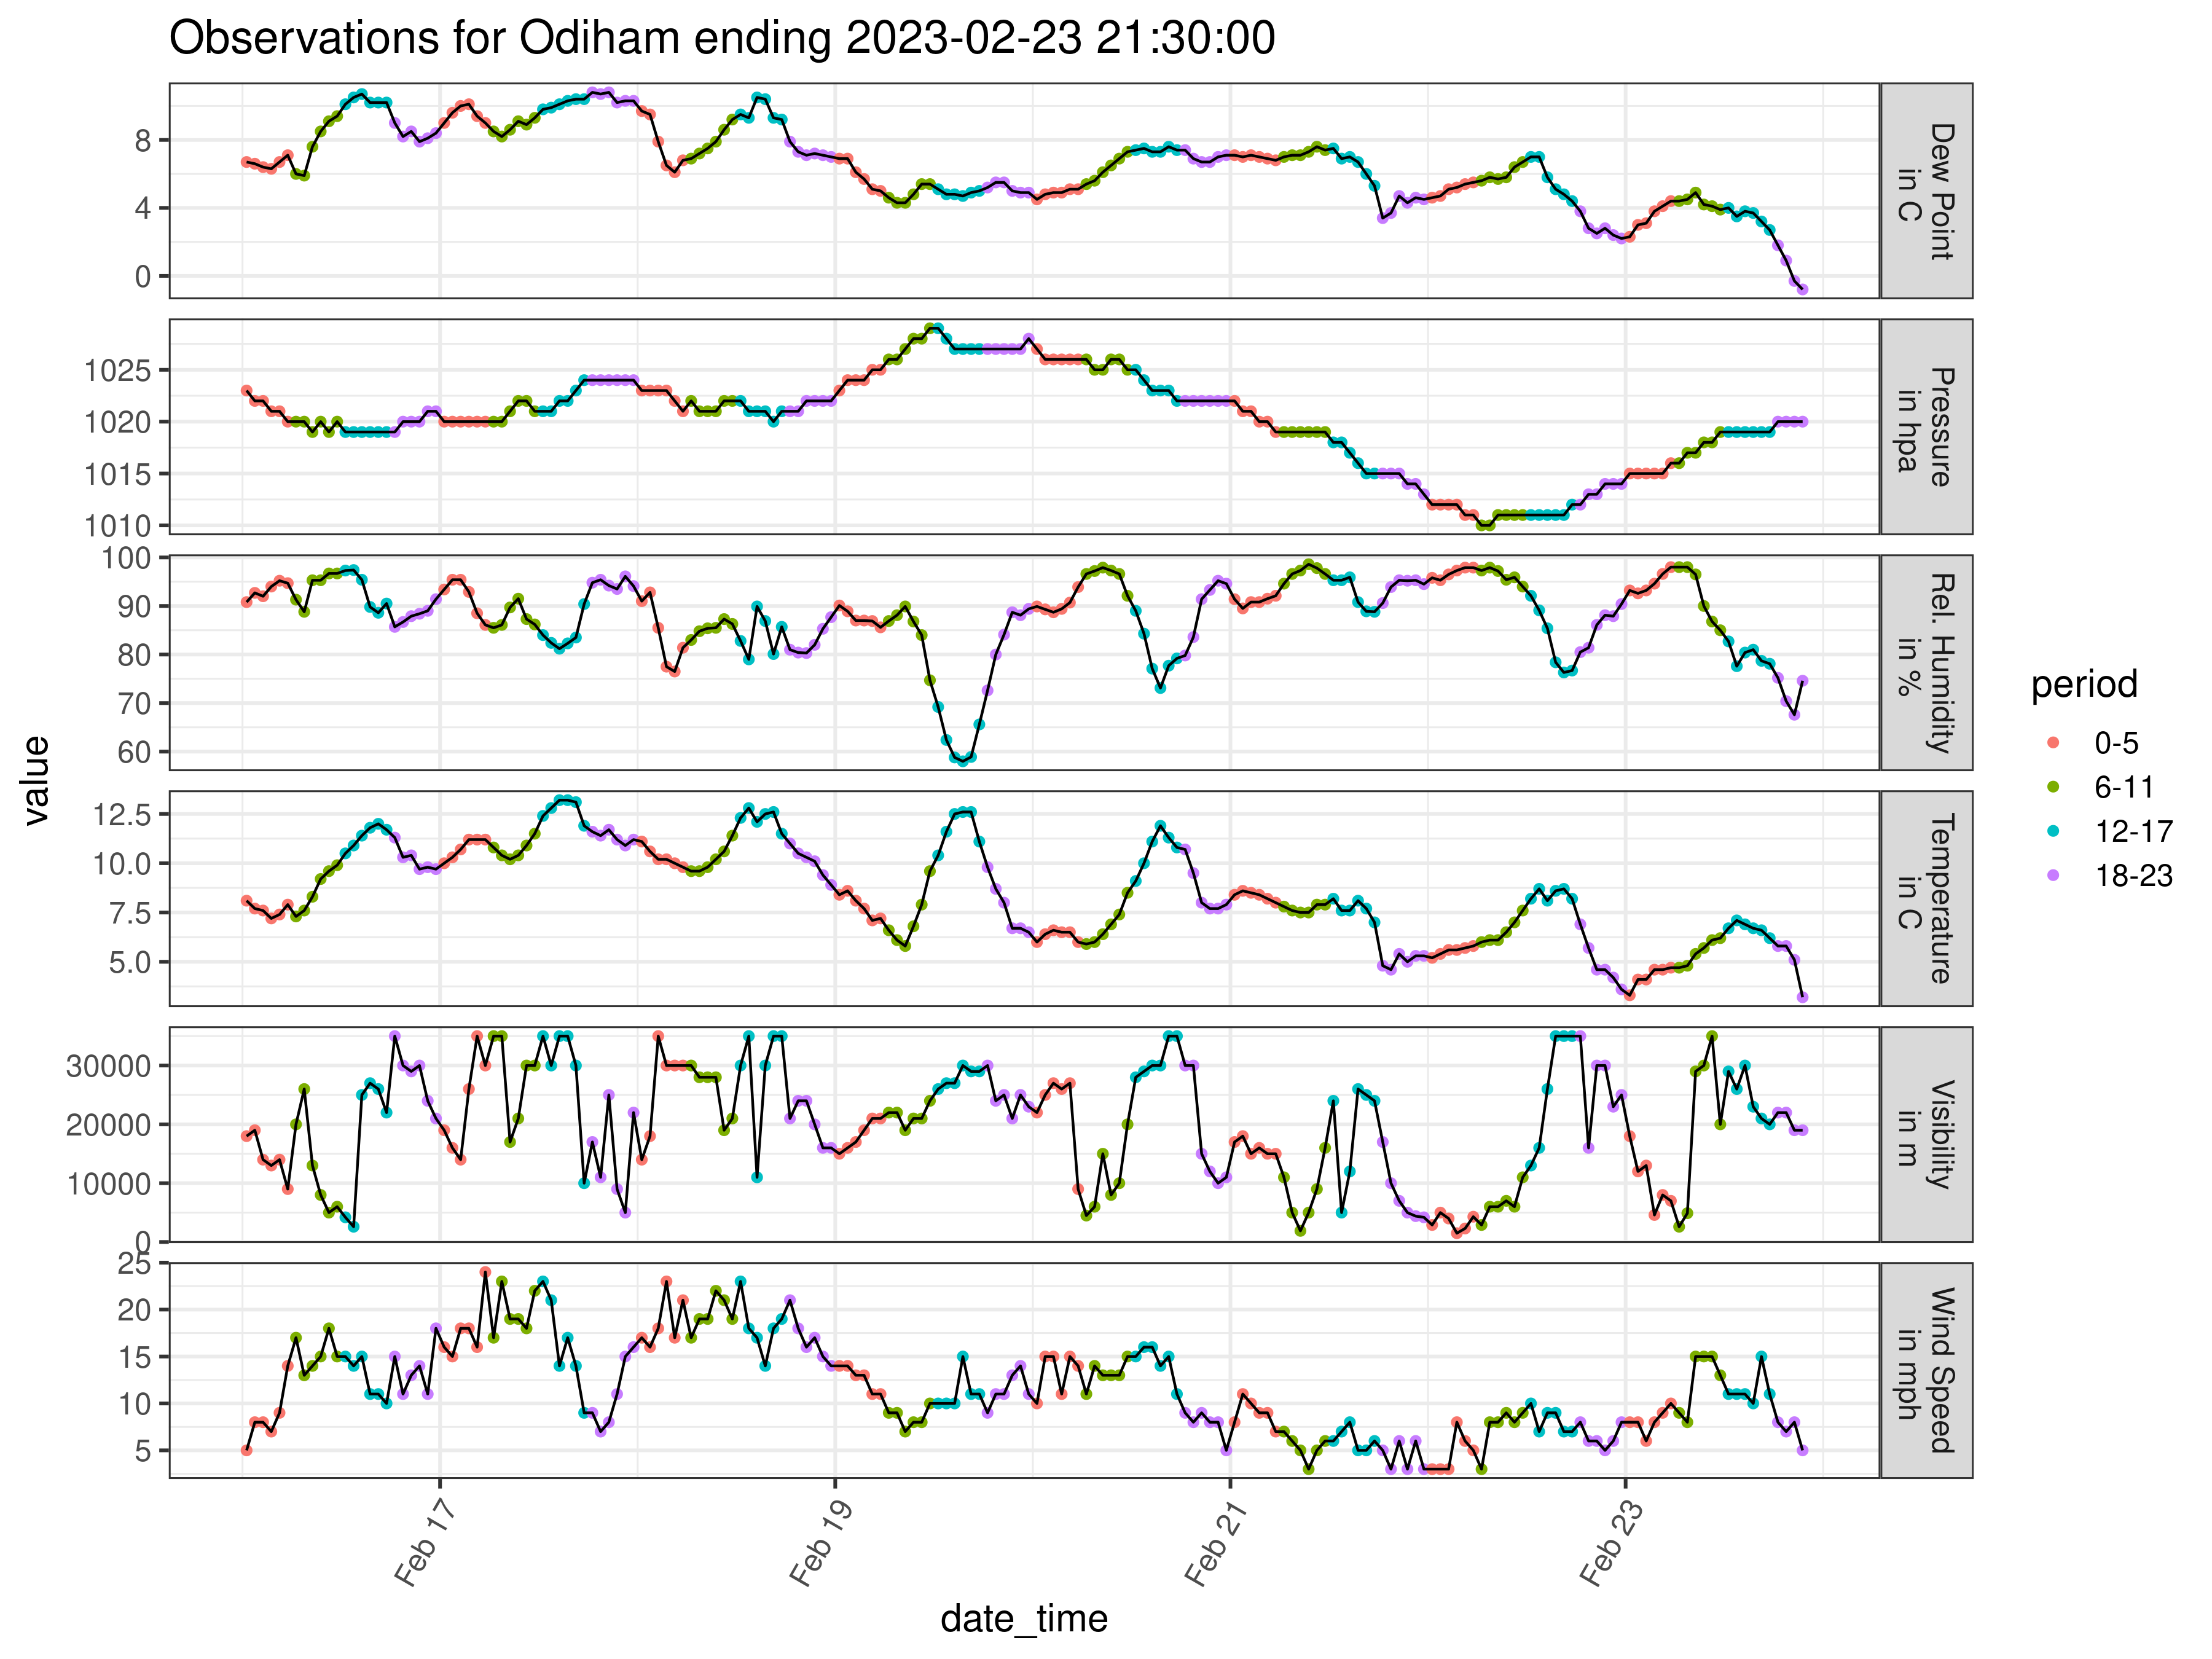 Observations for Odiham ending 2023-02-23 21:30:00
value
8
4
0
Dew Point
in C
1025
1020
1015
1010
Pressure
in hpa
100
90
80
70
60
Rel. Humidity
in %
12.5
10.0
7.5
5.0
Temperature
in C
30000
20000
10000
0
Visibility
in m
25
20
15
10
5
Wind Speed
in mph
Feb 17
Feb 19
Feb 21
Feb 23
date_time
period
0-5
6-11
12-17
18-23